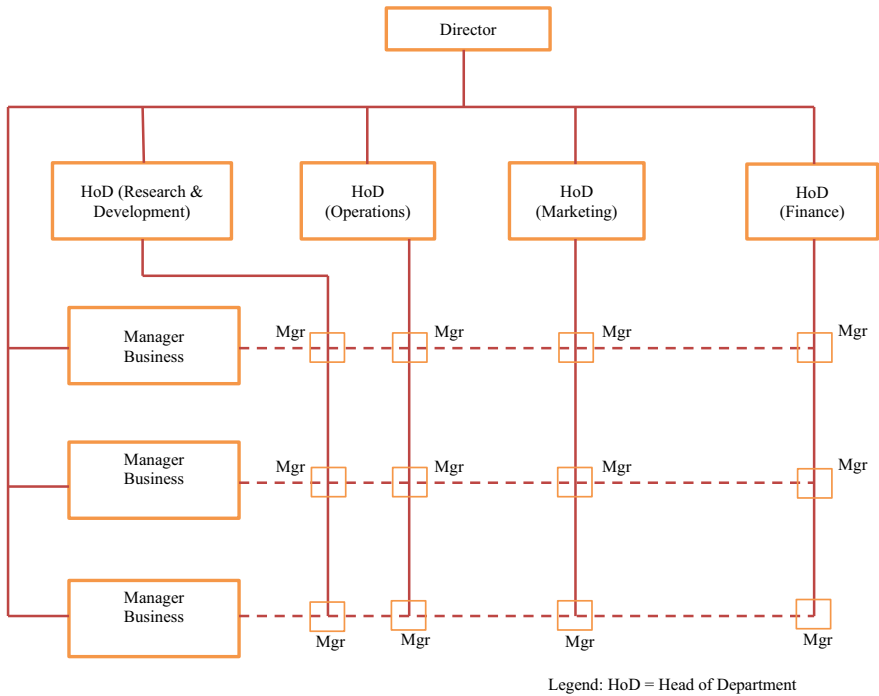 Director
HoD (Research &
Development)
HoD
(Operations)
HoD
(Marketing)
HoD
(Finance)
Manager
Business
Mgr
Mgr
Mgr
Mgr
Manager
Business
Mgr
Mgr
Mgr
Mgr
Manager
Business
Mgr
Mgr
Mgr
Mgr
Legend: HoD = Head of Department